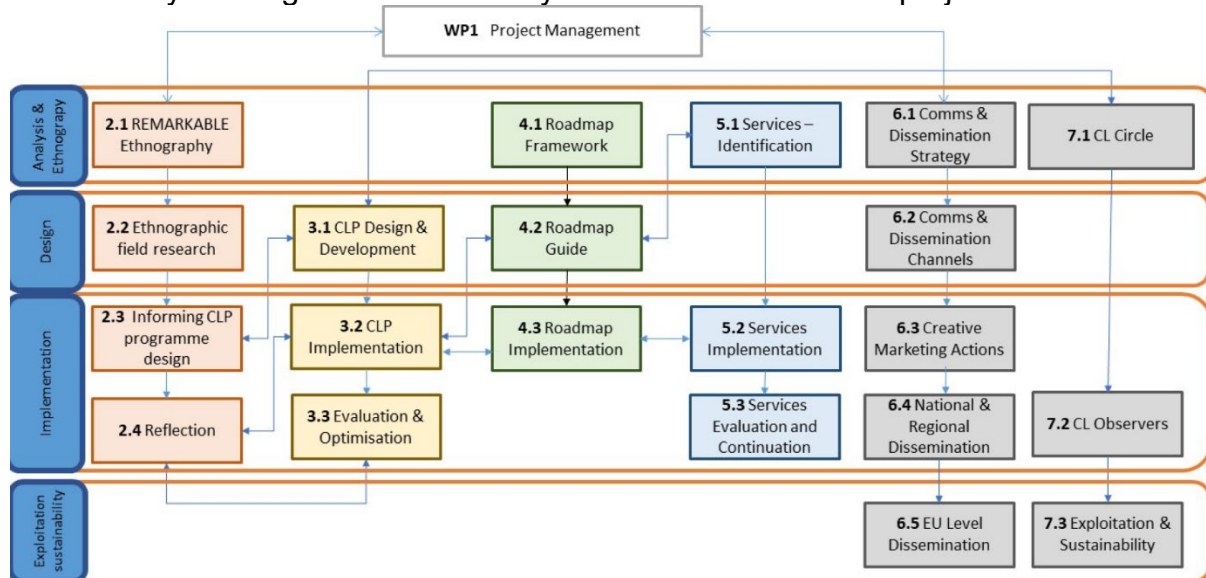 WP1 Project Management
Analysis &
Ethnograpy
2.1 REMARKABLE
Ethnography
4.1 Roadmap
Framework
5.1 Services –
Identification
6.1 Comms &
Dissemination
Strategy
7.1 CL Circle
Design
2.2 Ethnographic
field research
3.1 CLP Design &
Development
4.2 Roadmap
Guide
6.2 Comms &
Dissemination
Channels
Implementation
2.3 Informing CLP
programme
design
3.2 CLP
Implementation
4.3 Roadmap
Implementation
5.2 Services
Implementation
6.3 Creative
Marketing Actions
2.4 Reflection
3.3 Evaluation &
Optimisation
5.3 Services
Evaluation and
Continuation
6.4 National &
Regional
Dissemination
7.2 CL Observers
Exploitation
sustainability
6.5 EU Level
Dissemination
7.3 Exploitation &
Sustainability